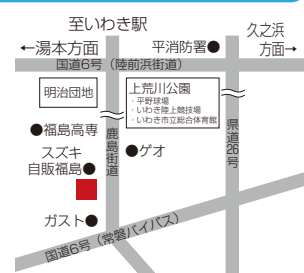 至いわき駅
久之浜
方面→
←湯本方面
平消防署●
国道6号（陸前浜街道）
明治団地
上荒川公園
・平野球場
・いわき陸上競技場
・いわき市立総合体育館
●福島高専
鹿島街道
●ゲオ
県道26号
スズキ
自販福島●
ガスト●
国道6号（常磐バイパス）